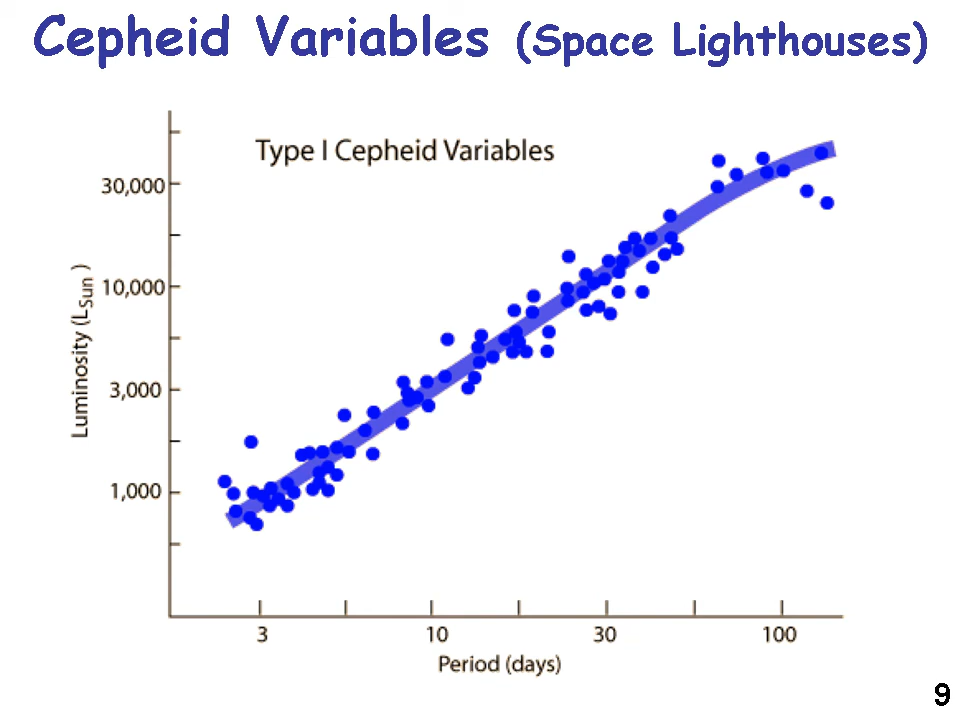 Cepheid Variables (Space Lighthouses)
Type I Cepheid Variables
30,000
10,000
3,000
1,000
Luminosity (LSun)
3 10 30 100
Period (days)
9